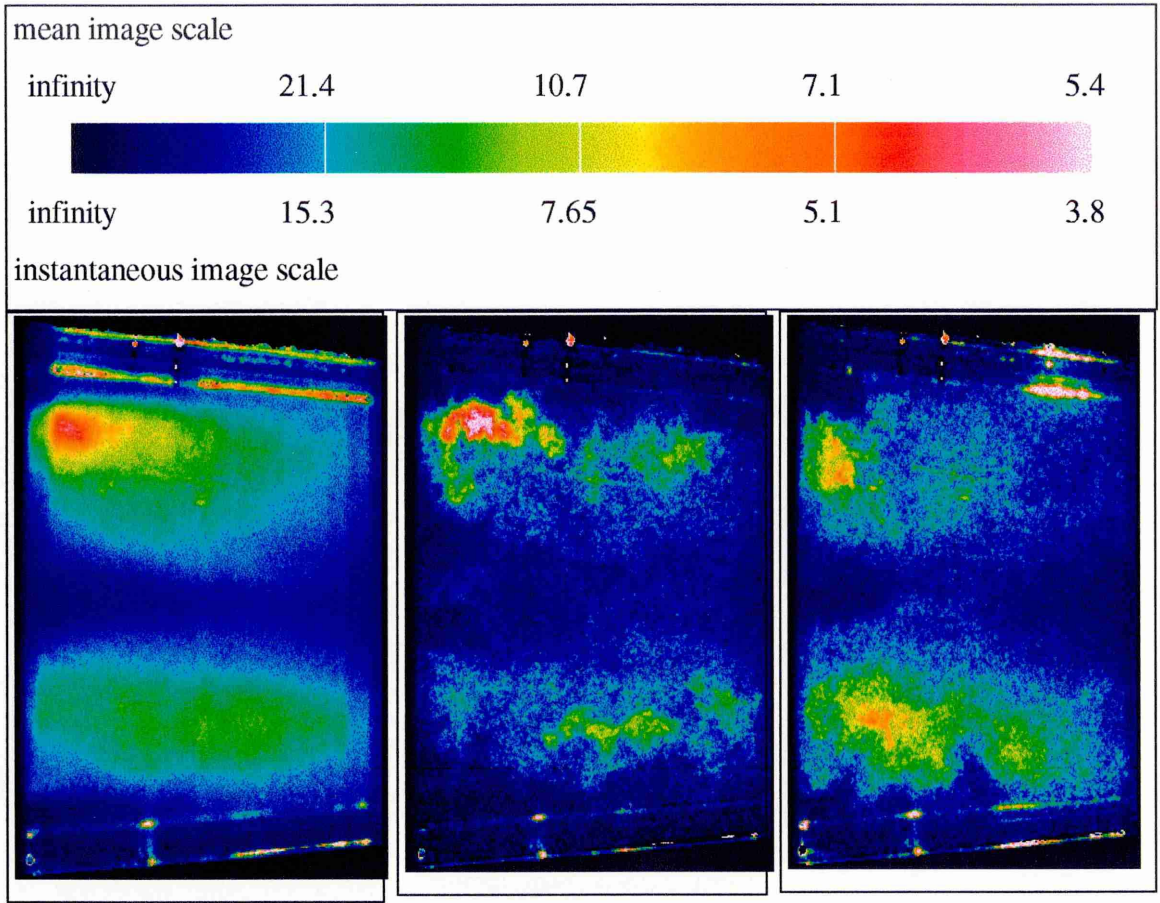 mean image scale
infinity 21.4 10.7 7.1 5.4
infinity 15.3 7.65 5.1 3.8
instantaneous image scale